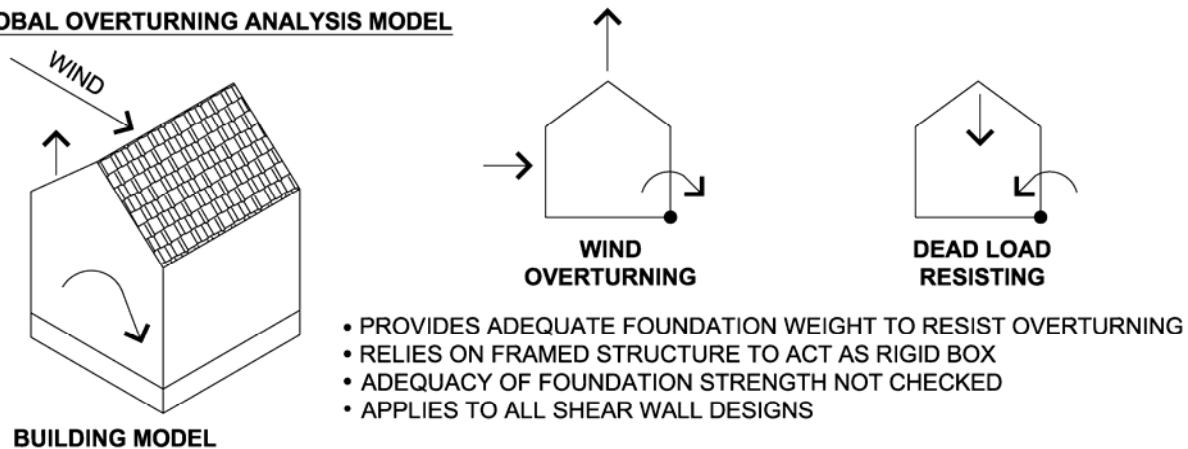 OBAL OVERTURNING ANALYSIS MODEL
WIND
WIND
OVERTURNING
DEAD LOAD
RESISTING
• PROVIDES ADEQUATE FOUNDATION WEIGHT TO RESIST OVERTURNING
• RELIES ON FRAMED STRUCTURE TO ACT AS RIGID BOX
• ADEQUACY OF FOUNDATION STRENGTH NOT CHECKED
• APPLIES TO ALL SHEAR WALL DESIGNS
BUILDING MODEL